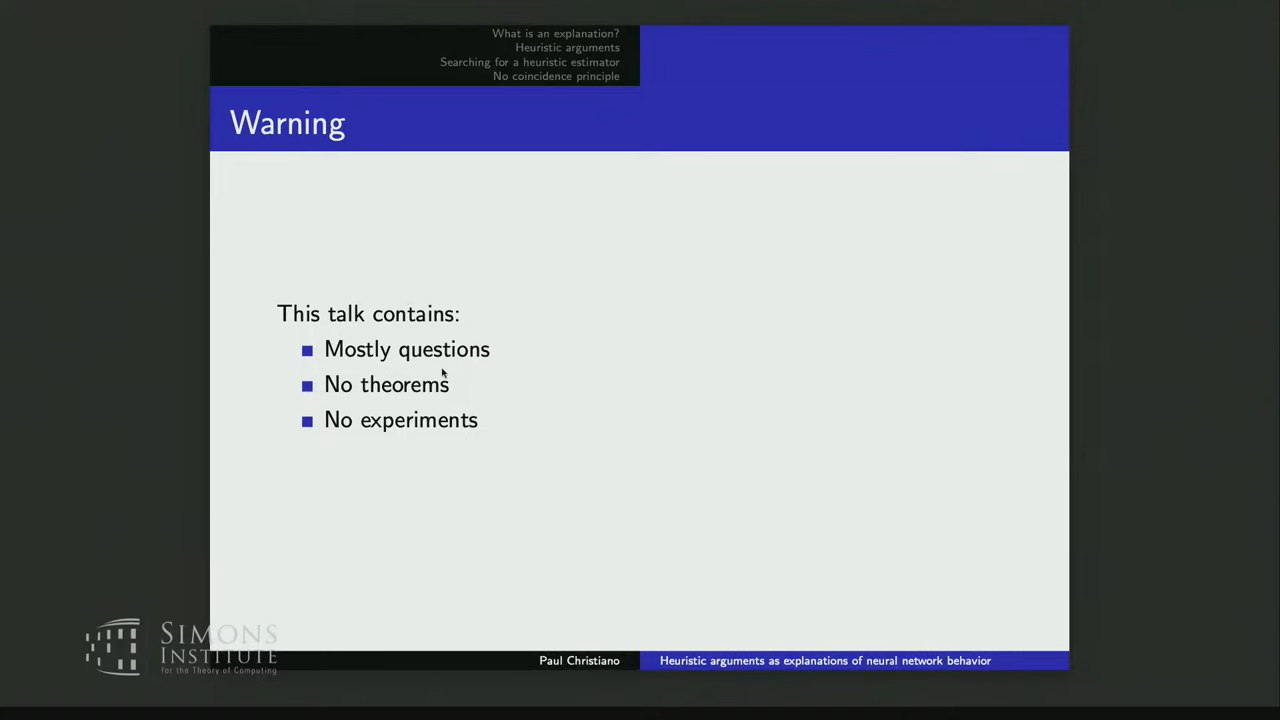 What is an explanation?
Heuristic arguments
Searching for a heuristic estimator
No coincidence principle
Warning
This talk contains:
Mostly questions
No theorems
No experiments
SIMONS
INSTITUTE
for the Theory of Computing
Paul Christiano
Heuristic arguments as explanations of neural network behavior